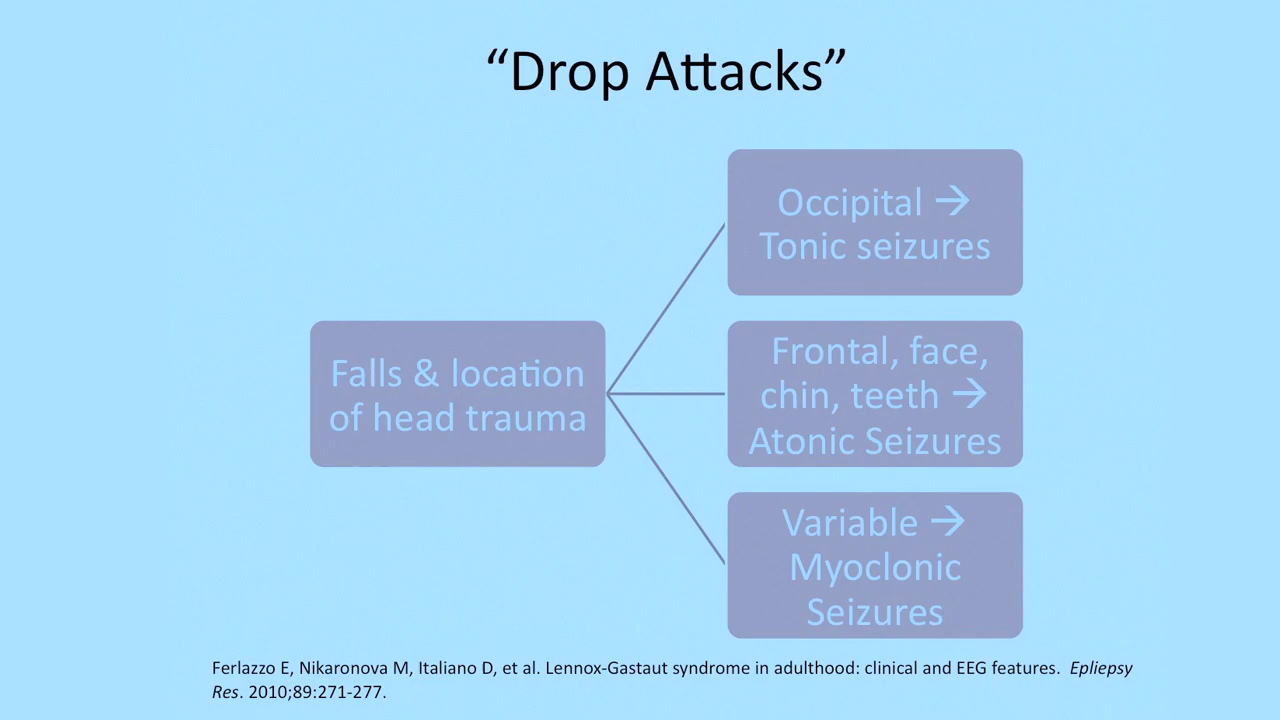 “Drop Attacks”
Falls & location
of head trauma
Occipital →
Tonic seizures
Frontal, face,
chin, teeth →
Atonic Seizures
Variable →
Myoclonic
Seizures
Ferlazzo E, Nikaronova M, Italiano D, et al. Lennox-Gastaut syndrome in adulthood: clinical and EEG features. Epliepsy
Res. 2010;89:271-277.